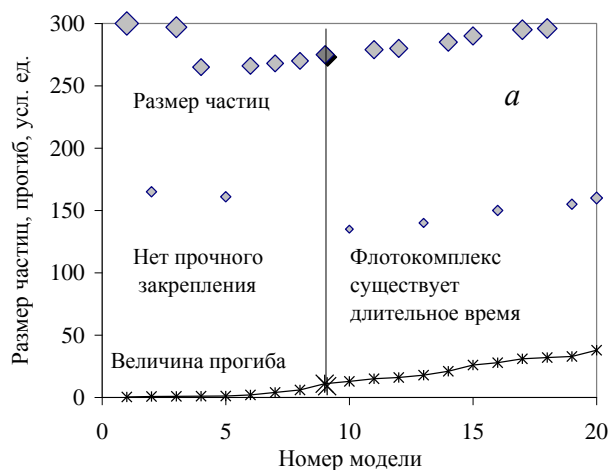 Размер частиц, прогиб, усл. ед.
300
250
200
150
100
50
0
Размер частиц
а
Нет прочного
закрепления
Флотокомплекс
существует
длительное время
Величина прогиба
0
5
10
15
20
Номер модели